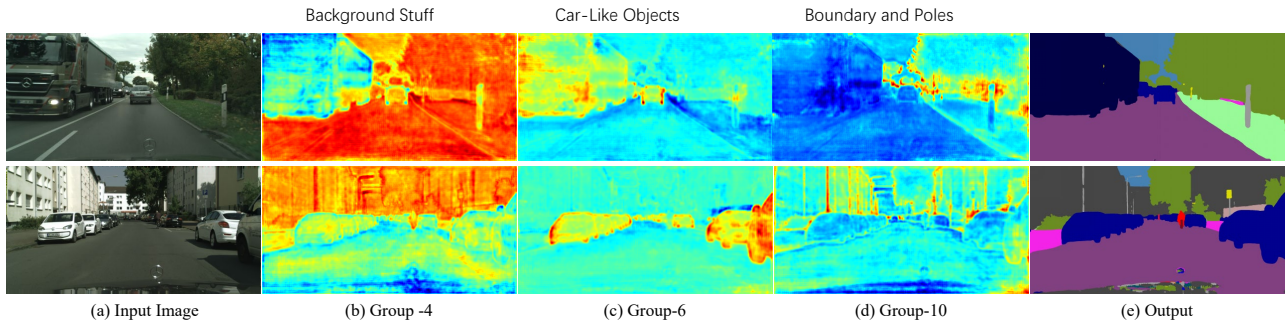 Background Stuff
Car-Like Objects
Boundary and Poles
(a) Input Image
(b) Group -4
(c) Group-6
(d) Group-10
(e) Output